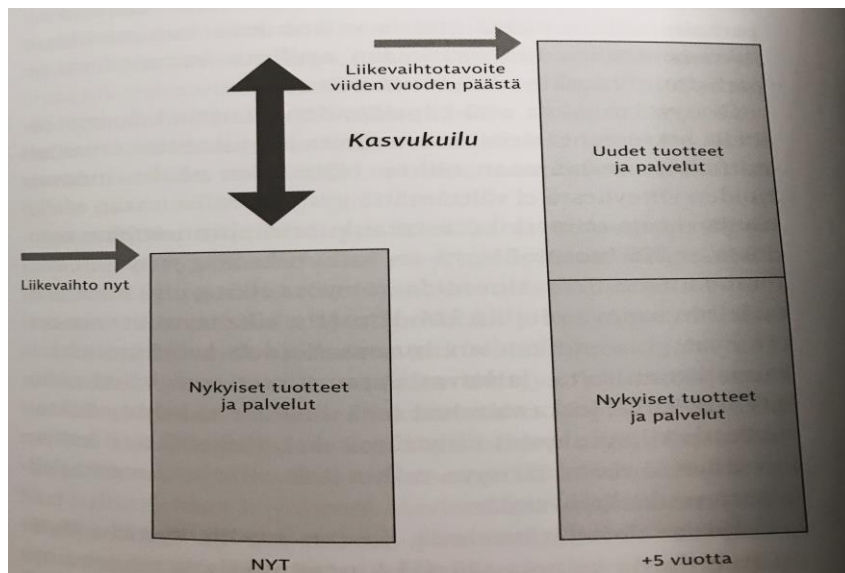 Liikevaihtotavoite
viiden vuoden päästä
Kasvukuilu
Uudet tuotteet
ja palvelut
Liikevaihto nyt
Nykyiset tuotteet
ja palvelut
Nykyiset tuotteet
ja palvelut
NYT
+5 vuotta